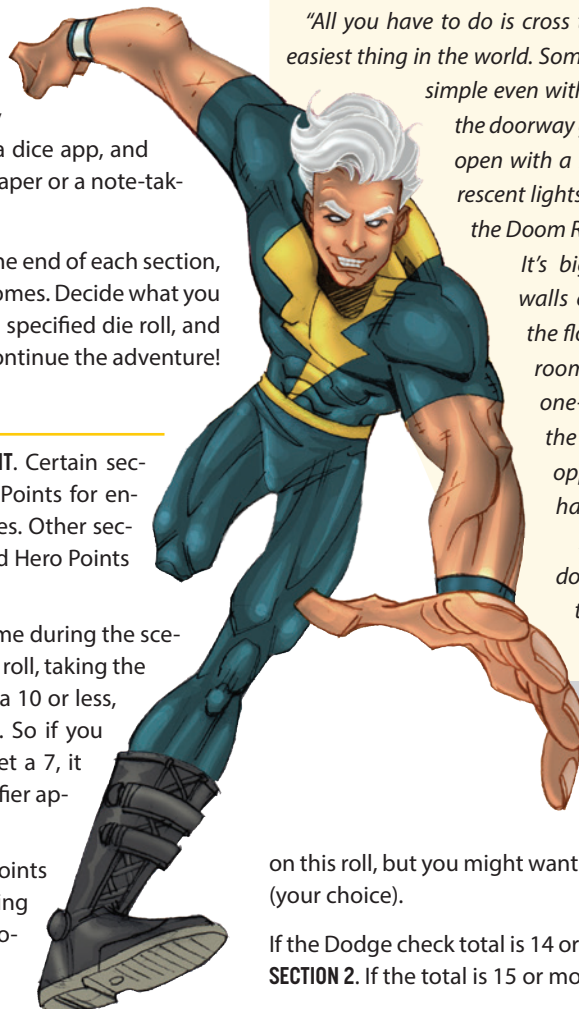 a dice app, and
aper or a note-tak-
ne end of each section,
omes. Decide what you
specified die roll, and
ontinue the adventure!
IT. Certain sec-
Points for en-
es. Other sec-
d Hero Points
me during the sce-
roll, taking the
a 10 or less,
. So if you
et a 7, it
fier ap-
oints
ing
o-
“All you have to do is cross
easiest thing in the world. Som
simple even with
the doorway
open with a
rescent lights
the Doom R
It’s big
walls
the flo
room
one-
the
opp
ha
do
t
on this roll, but you might want
(your choice).
If the Dodge check total is 14 or
SECTION 2. If the total is 15 or mo